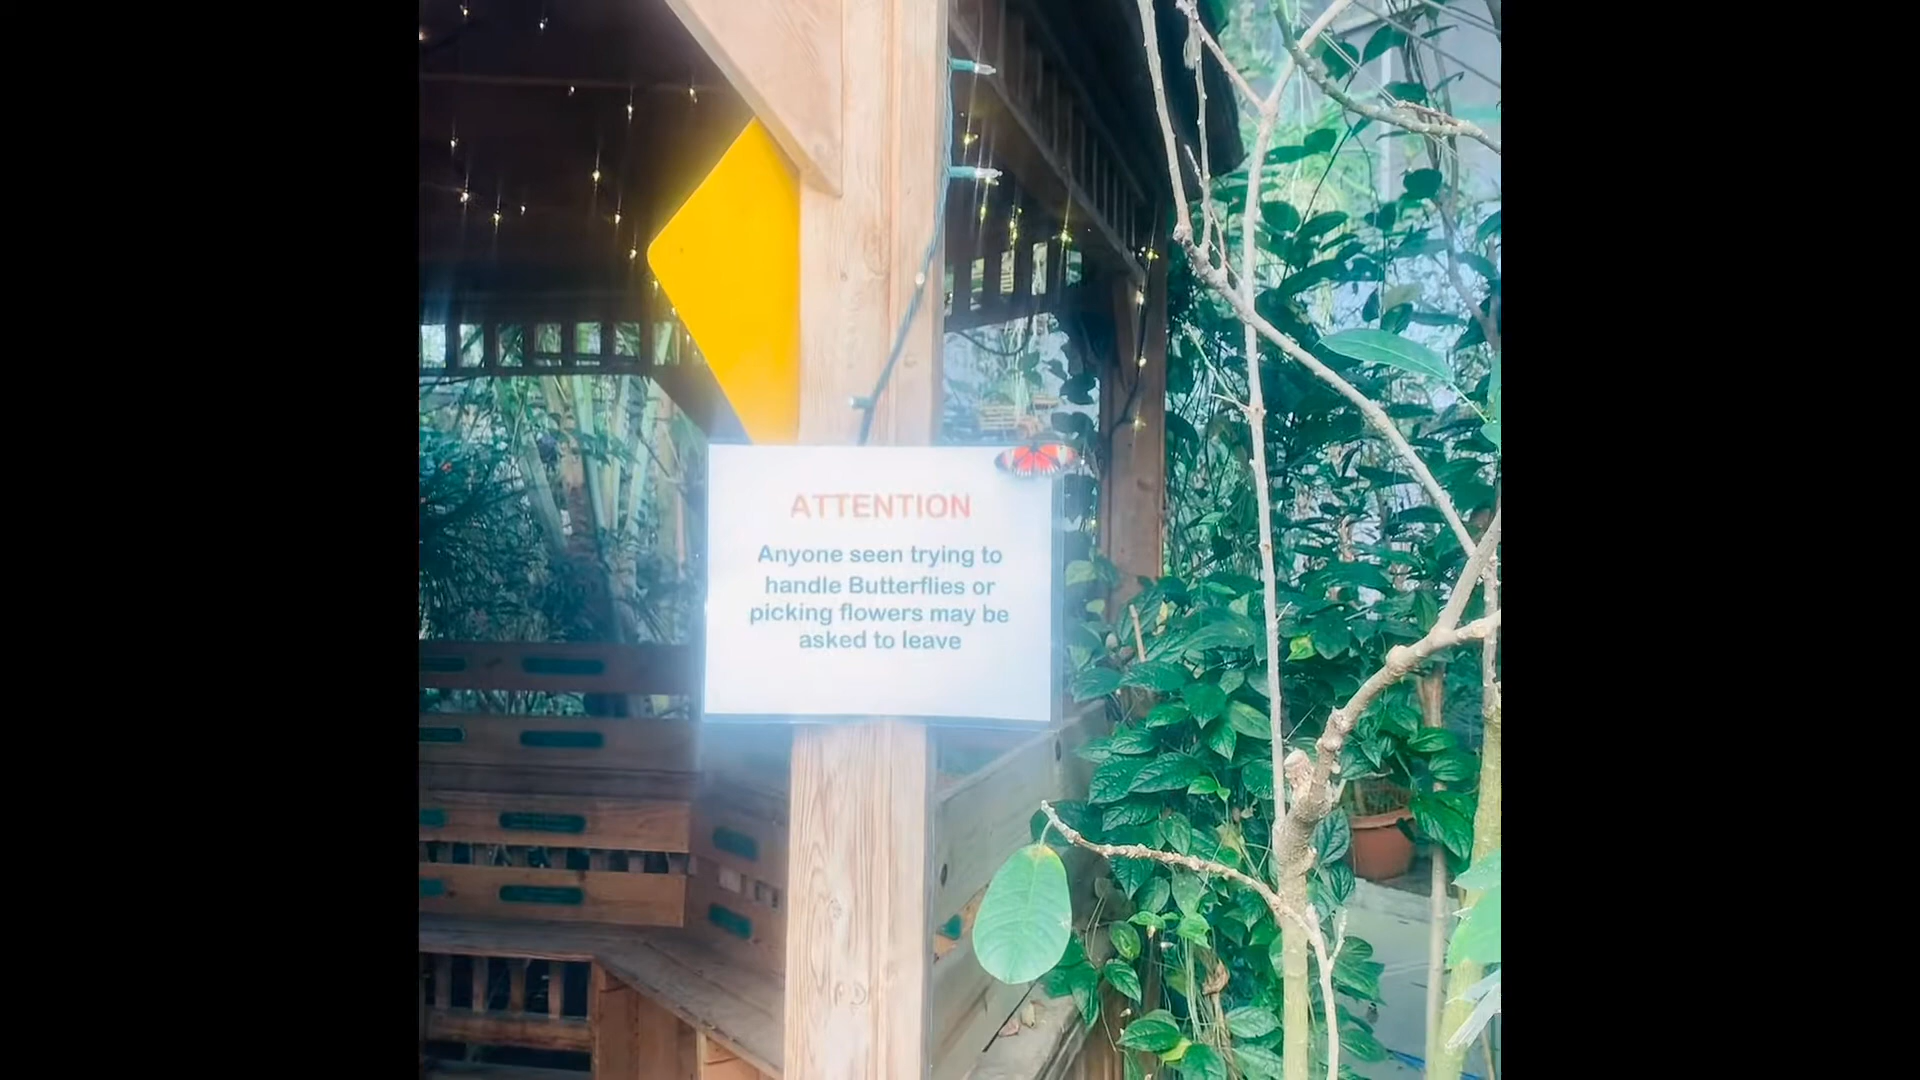 ATTENTION
Anyone seen trying to
handle Butterflies or
picking flowers may be
asked to leave